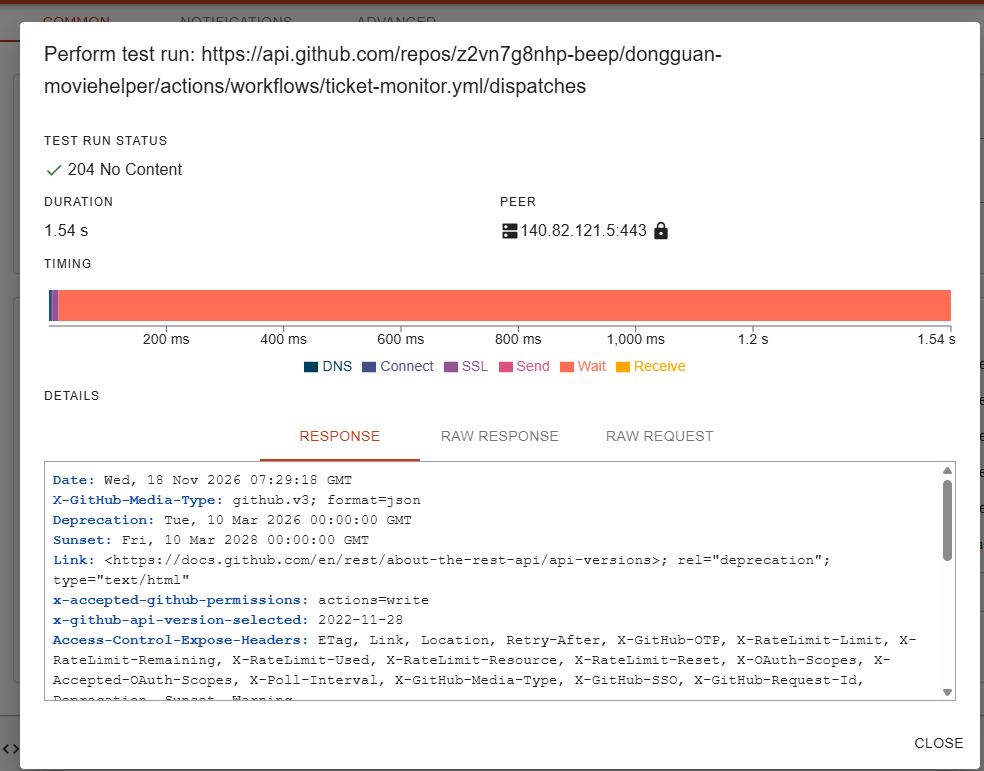 COMMON NOTIFICATIONS ADVANCED
Perform test run: https://api.github.com/repos/z2vn7g8nhp-beep/dongguan-
moviehelper/actions/workflows/ticket-monitor.yml/dispatches
TEST RUN STATUS
204 No Content
DURATION
PEER
1.54 s
140.82.121.5:443
TIMING
200 ms 400 ms 600 ms 800 ms 1,000 ms 1.2 s 1.54 s
DNS Connect SSL Send Wait Receive
DETAILS
RESPONSE RAW RESPONSE RAW REQUEST
Date: Wed, 18 Nov 2026 07:29:18 GMT
X-GitHub-Media-Type: github.v3; format=json
Deprecation: Tue, 10 Mar 2026 00:00:00 GMT
Sunset: Fri, 10 Mar 2028 00:00:00 GMT
Link: <https://docs.github.com/en/rest/about-the-rest-api/api-versions>; rel="deprecation";
type="text/html"
x-accepted-github-permissions: actions=write
x-github-api-version-selected: 2022-11-28
Access-Control-Expose-Headers: ETag, Link, Location, Retry-After, X-GitHub-OTP, X-RateLimit-Limit, X-
RateLimit-Remaining, X-RateLimit-Used, X-RateLimit-Resource, X-RateLimit-Reset, X-OAuth-Scopes, X-
Accepted-OAuth-Scopes, X-Poll-Interval, X-GitHub-Media-Type, X-GitHub-SSO, X-GitHub-Request-Id,
Deprecation, Sunset, Warning
CLOSE